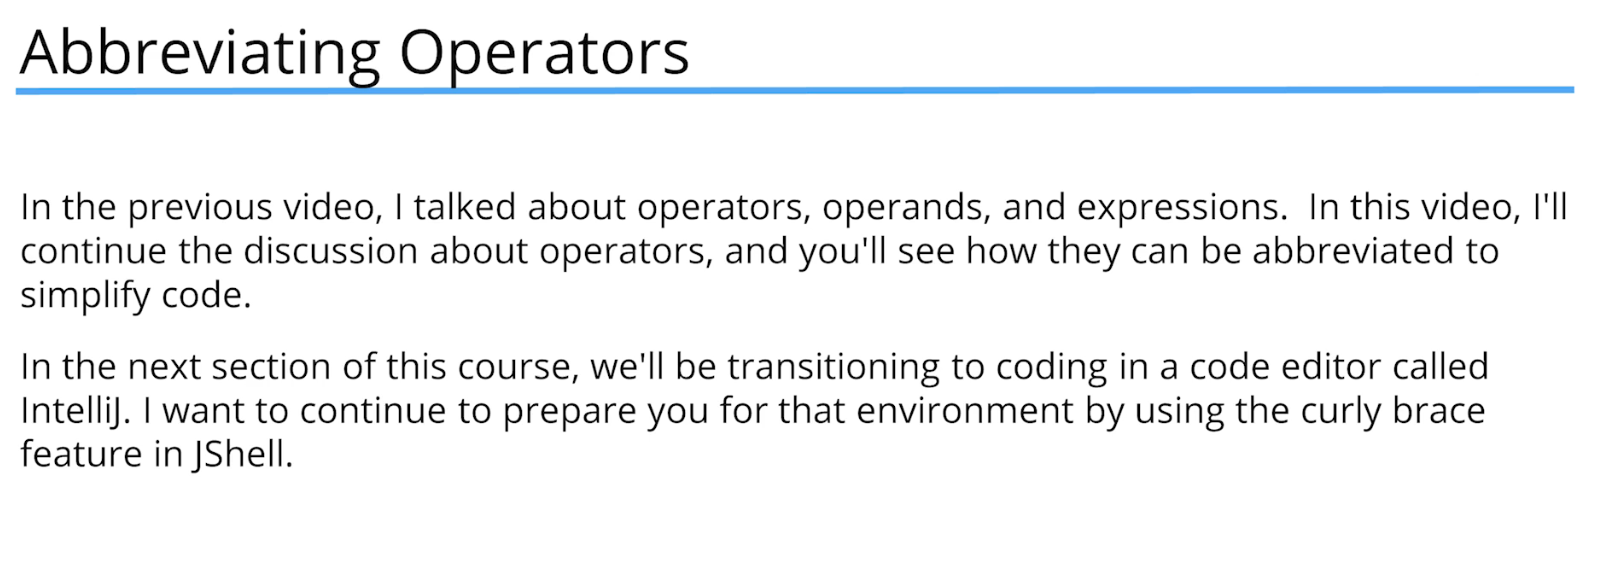 Abbreviating Operators
In the previous video, I talked about operators, operands, and expressions.  In this video, I'll
continue the discussion about operators, and you'll see how they can be abbreviated to
simplify code.
In the next section of this course, we'll be transitioning to coding in a code editor called
IntelliJ. I want to continue to prepare you for that environment by using the curly brace
feature in JShell.